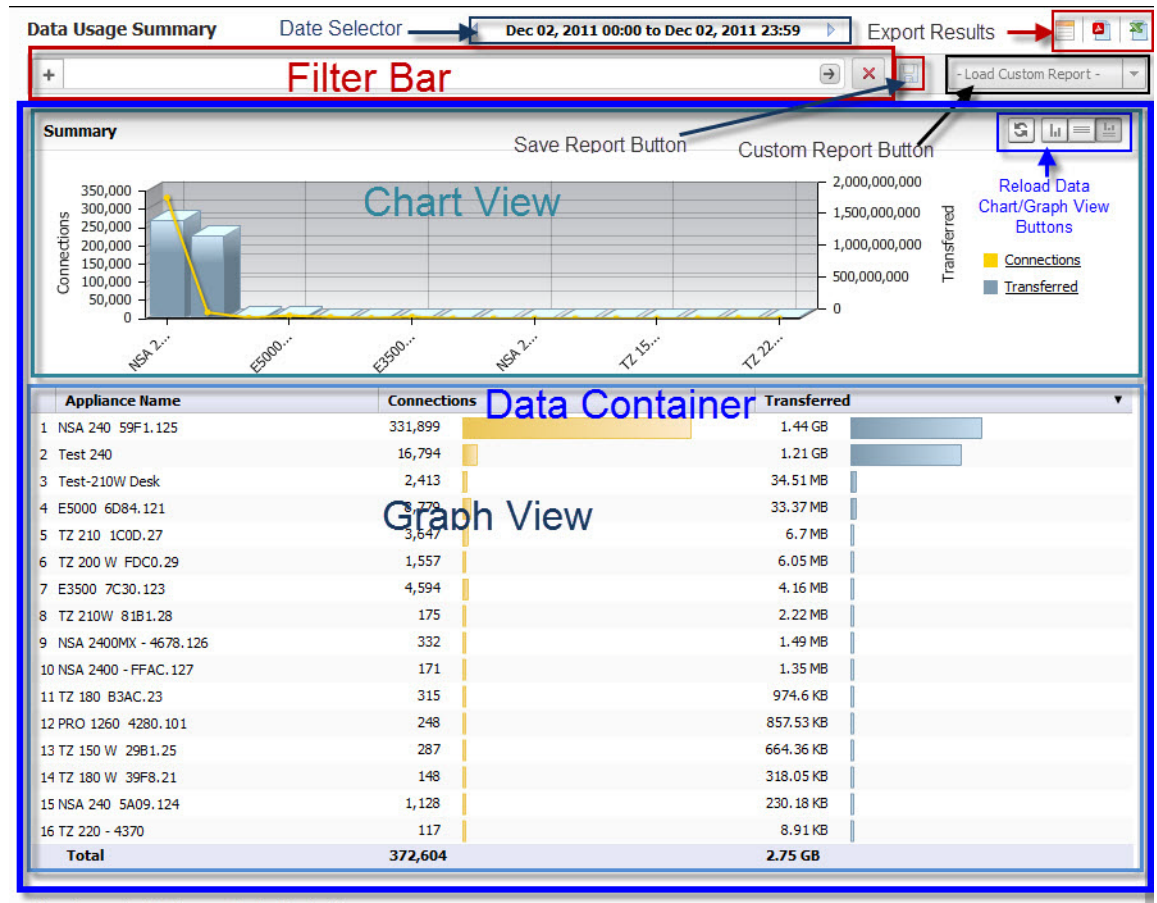 Data Usage Summary
Date Selector
Dec 02, 2011 00:00 to Dec 02, 2011 23:59
Export Results
+
Filter Bar
- Load Custom Report -
Summary
Save Report Button
Custom Report Button
Reload Data
Chart/Graph View
Buttons
Chart View
Connections
350,000
300,000
250,000
200,000
150,000
100,000
50,000
0
2,000,000,000
1,500,000,000
1,000,000,000
500,000,000
0
Transferred
Connections
Transferred
NSA 2...
E5000...
E3500...
NSA 2...
TZ 15...
TZ 22...
Appliance Name Connections Transferred
Data Container
1 NSA 240 59F1.125 331,899 1.44 GB
2 Test 240 16,794 1.21 GB
3 Test-210W Desk 2,413 34.51 MB
4 E5000 6D84.121 8,779 33.37 MB
Graph View
5 TZ 210 1C0D.27 3,647 6.7 MB
6 TZ 200 W FDC0.29 1,557 6.05 MB
7 E3500 7C30.123 4,594 4.16 MB
8 TZ 210W 81B1.28 175 2.22 MB
9 NSA 2400MX - 4678.126 332 1.49 MB
10 NSA 2400 - FFAC.127 171 1.35 MB
11 TZ 180 B3AC.23 315 974.6 KB
12 PRO 1260 4280.101 248 857.53 KB
13 TZ 150 W 29B1.25 287 664.36 KB
14 TZ 180 W 39F8.21 148 318.05 KB
15 NSA 240 5A09.124 1,128 230.18 KB
16 TZ 220 - 4370 117 8.91 KB
Total 372,604 2.75 GB